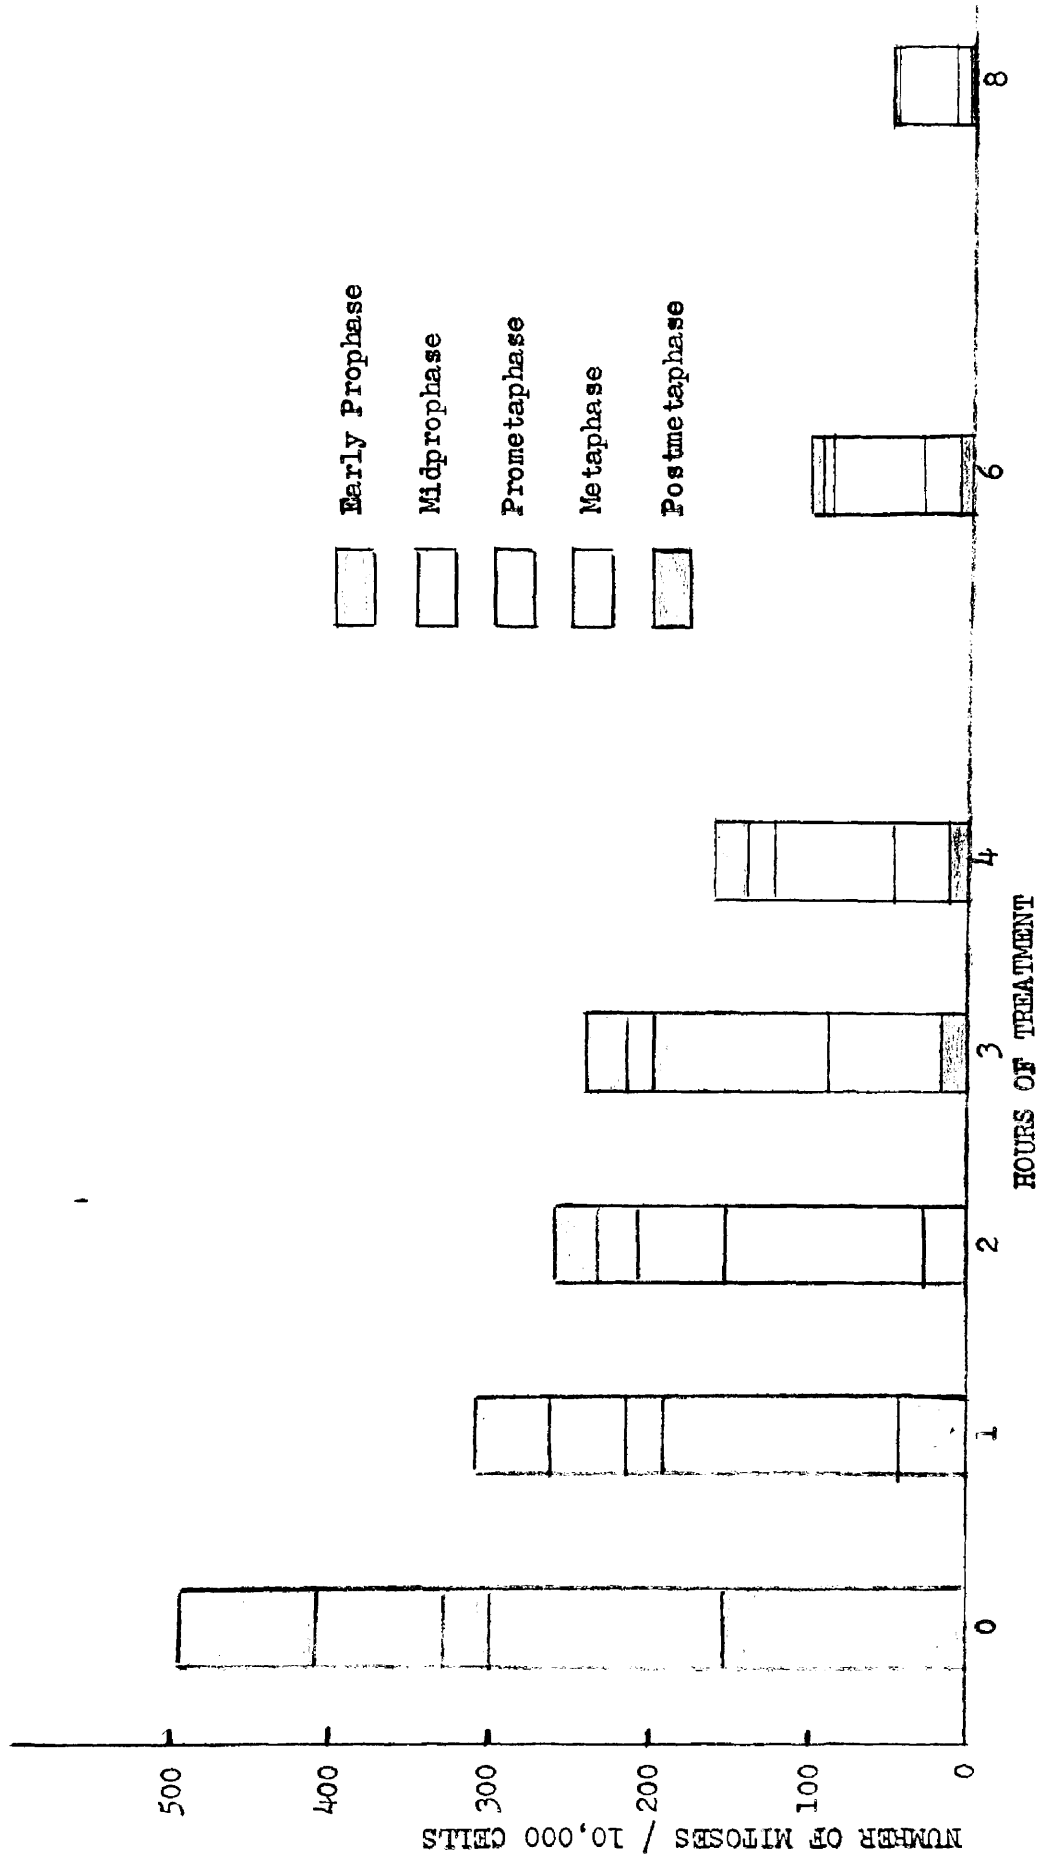 NUMBER OF MITOSES / 10,000 CELLS
500
400
300
200
100
0
Early Prophase
Midprophase
Prometaphase
Metaphase
Postmetaphase
0 1 2 3 4 6 8
HOURS OF TREATMENT